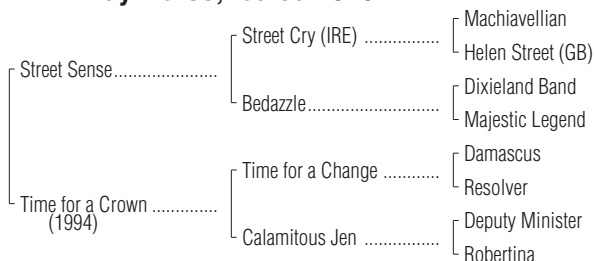 Machiavellian
Street Cry (IRE) ................
Helen Street (GB)
Street Sense......................
Dixieland Band
Bedazzle............................
Majestic Legend
Damascus
Time for a Change ............
Resolver
Time for a Crown ..............
(1994)
Deputy Minister
Calamitous Jen ................
Robertina